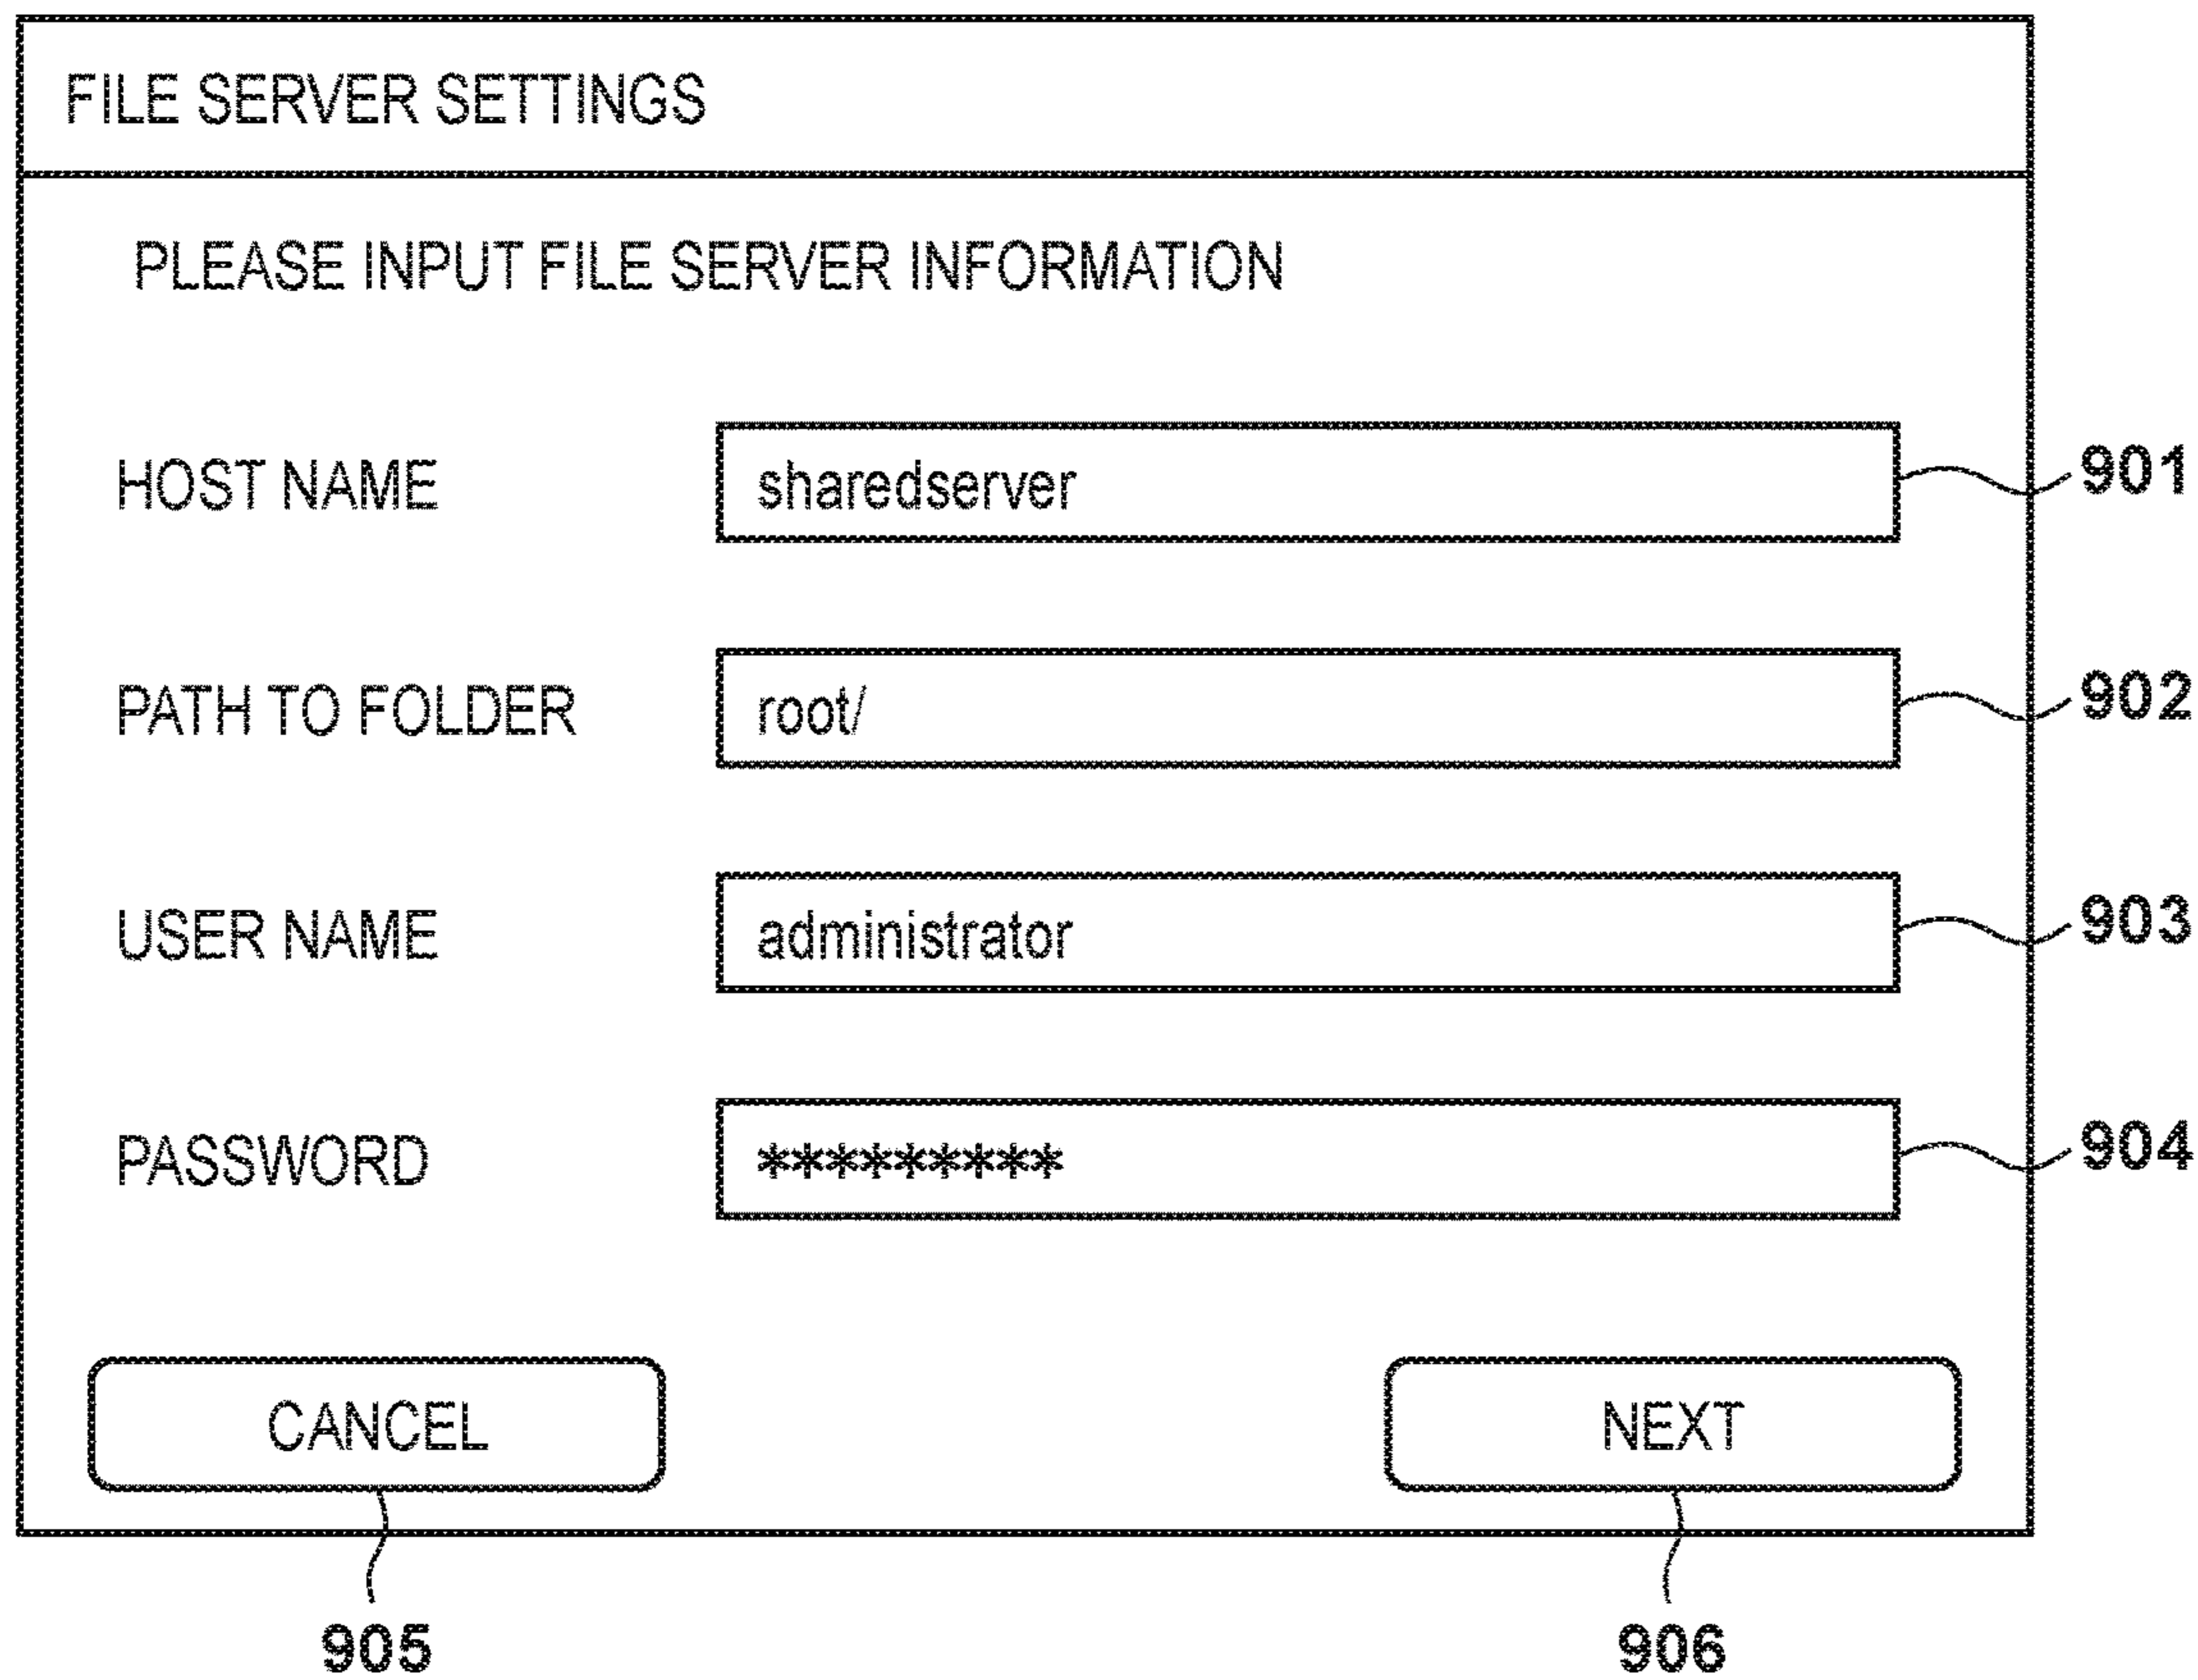 FILE SERVER SETTINGS
PLEASE INPUT FILE SERVER INFORMATION
HOST NAME sharedserver 901
PATH TO FOLDER root/ 902
USER NAME administrator 903
PASSWORD ********* 904
CANCEL NEXT
905 906